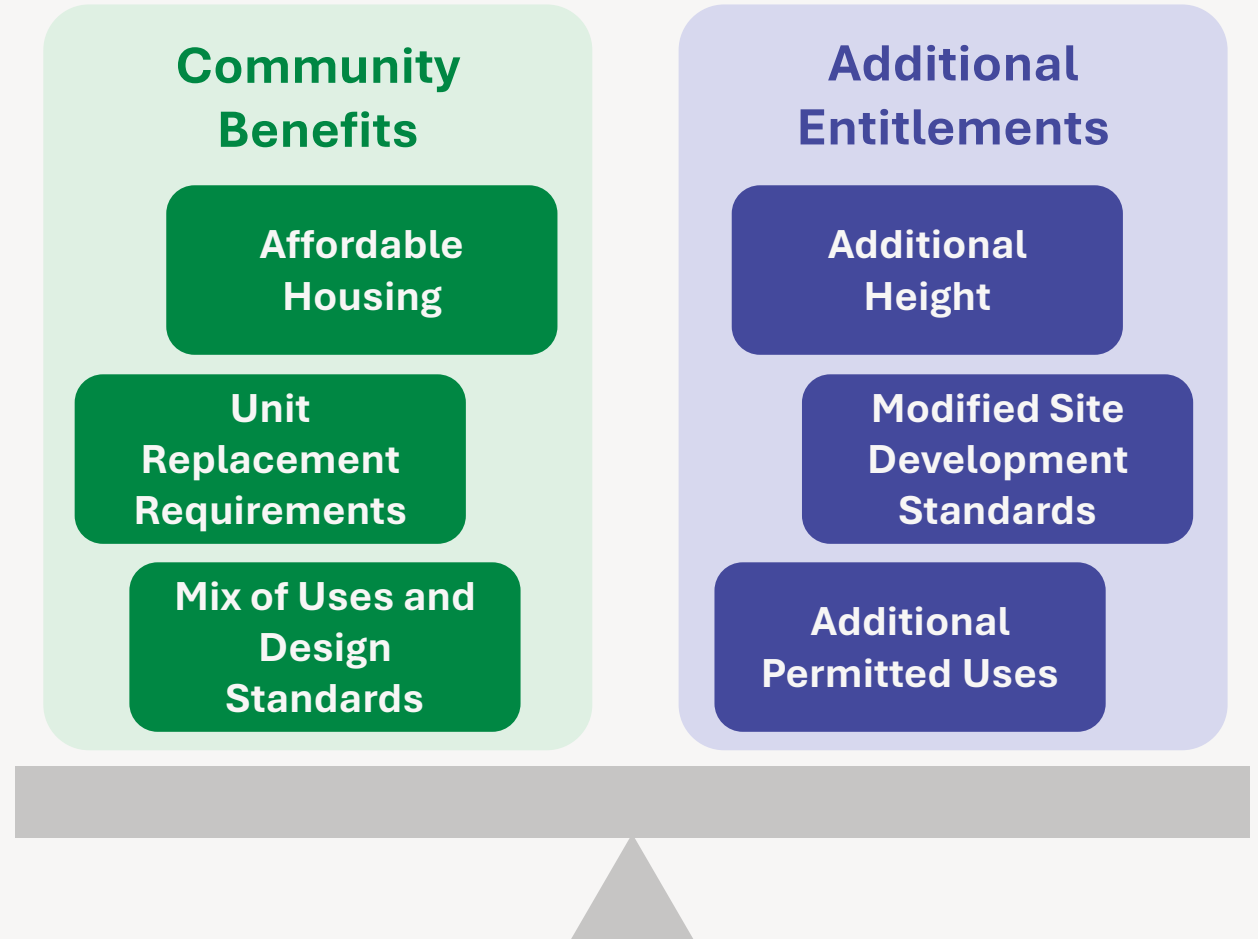 Community
Benefits
Affordable
Housing
Unit
Replacement
Requirements
Mix of Uses and
Design
Standards
Additional
Entitlements
Additional
Height
Modified Site
Development
Standards
Additional
Permitted Uses